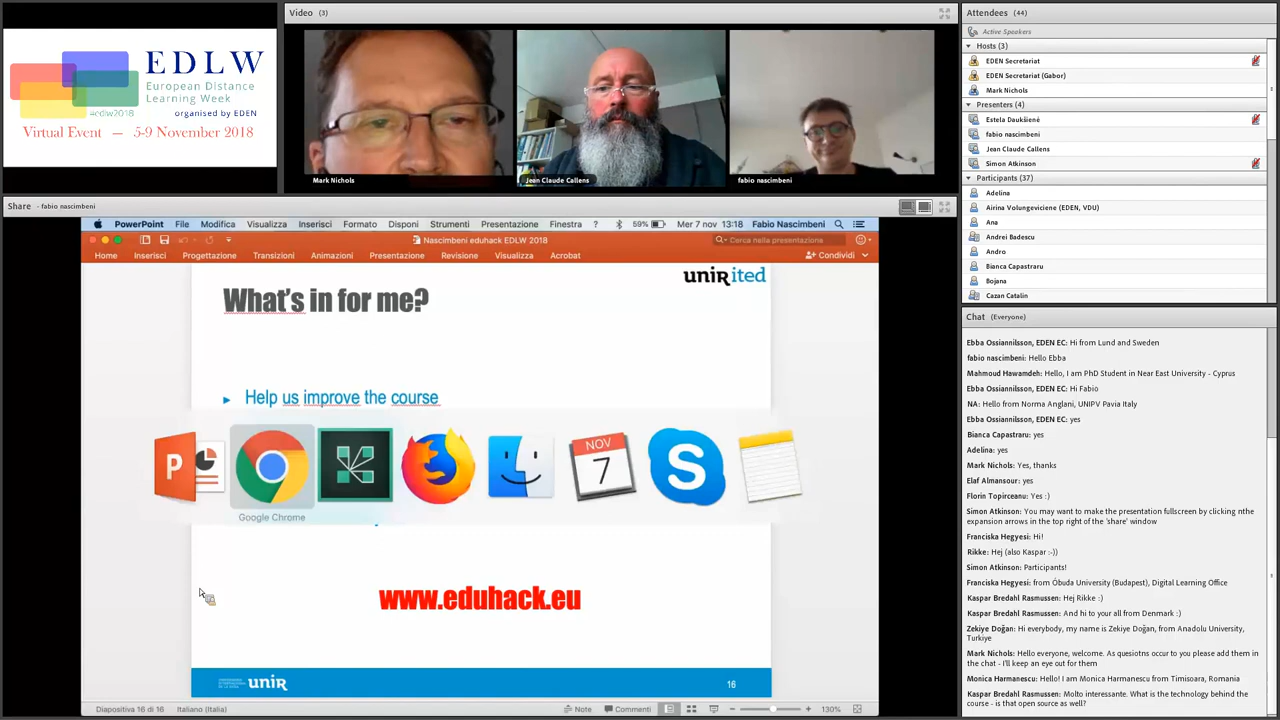 EDLW
European Distance
Learning Week
#edlw2018
organised by EDEN
Virtual Event — 5-9 November 2018
Video (3)
Mark Nichols
Jean Claude Callens
fabio nascimbeni
Share - fabio nascimbeni
PowerPoint File Modifica Visualizza Inserisci Formato Disponi Strumenti Presentazione Finestra ? 59% Mer 7 nov 13:18 Fabio Nascimbeni
Nascimbeni eduhack EDLW 2018
Cerca nella presentazione
Home Inserisci Progettazione Transizioni Animazioni Presentazione Revisione Visualizza Acrobat Condividi
uniRited
What's in for me?
Help us improve the course
P
NOV
7
S
Google Chrome
www.eduhack.eu
unir
16
Diapositiva 16 di 16 Italiano (Italia) Note Commenti 130%
Attendees (44)
Active Speakers
Hosts (3)
EDEN Secretariat
EDEN Secretariat (Gabor)
Mark Nichols
Presenters (4)
Estela Daukšienė
fabio nascimbeni
Jean Claude Callens
Simon Atkinson
Participants (37)
Adelina
Airina Volungeviciene (EDEN, VDU)
Ana
Andrei Badescu
Andro
Bianca Capastraru
Bojana
Cazan Catalin
Chat (Everyone)
Ebba Ossiannilsson, EDEN EC: Hi from Lund and Sweden
fabio nascimbeni: Hello Ebba
Mahmoud Hawamdeh: Hello, I am PhD Student in Near East University - Cyprus
Ebba Ossiannilsson, EDEN EC: Hi Fabio
NA: Hello from Norma Anglani, UNIPV Pavia Italy
Ebba Ossiannilsson, EDEN EC: yes
Bianca Capastraru: yes
Adelina: yes
Mark Nichols: Yes, thanks
Elaf Almansour: yes
Florin Topirceanu: Yes :)
Simon Atkinson: You may want to make the presentation fullscreen by clicking nthe
expansion arrows in the top right of the 'share' window
Franciska Hegyesi: Hi!
Rikke: Hej (also Kaspar :-))
Simon Atkinson: Participants!
Franciska Hegyesi: from Óbuda University (Budapest), Digital Learning Office
Kaspar Bredahl Rasmussen: Hej Rikke :)
Kaspar Bredahl Rasmussen: And hi to your all from Denmark :)
Zekiye Doğan: Hi everybody, my name is Zekiye Doğan, from Anadolu University,
Turkiye
Mark Nichols: Hello everyone, welcome. As quesiotns occur to you please add them in
the chat - I'll keep an eye out for them
Monica Harmanescu: Hello! I am Monica Harmanescu from Timisoara, Romania
Kaspar Bredahl Rasmussen: Molto interessante. What is the technology behind the
course - is that open source as well?